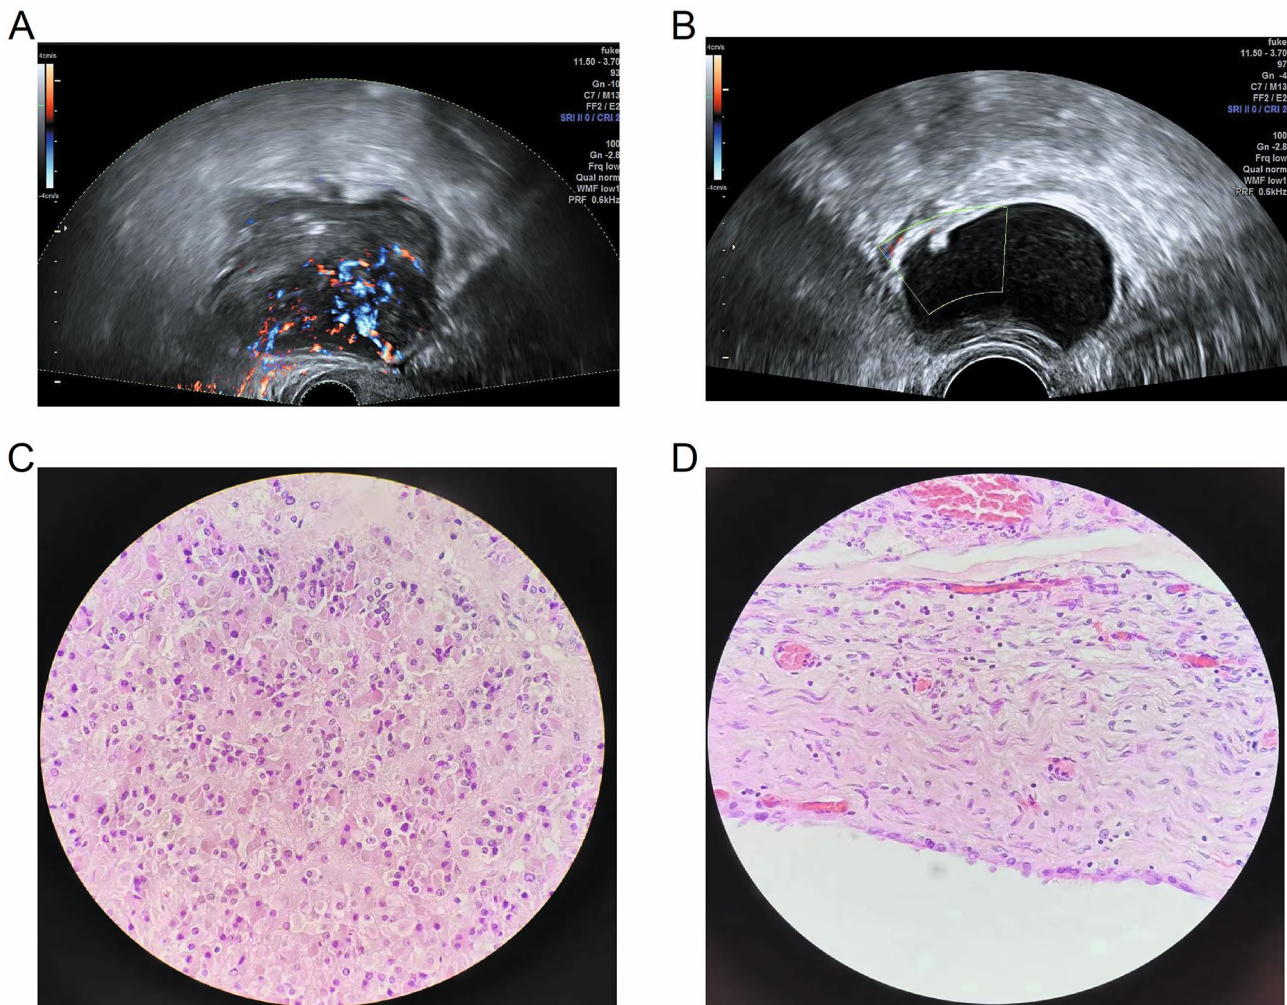 A
4cm/s
-4cm/s
fuke
11.50 - 3.70
93
Gn -10
C7 / M13
FF2 / E2
SRI II 0 / CRI 2
100
Gn -2.8
Frq low
Qual norm
WMF low1
PRF 0.6kHz
B
4cm/s
-4cm/s
fuke
11.50 - 3.70
97
Gn -4
C7 / M13
FF2 / E2
SRI II 0 / CRI 2
100
Gn -2.8
Frq low
Qual norm
WMF low1
PRF 0.6kHz
C
D